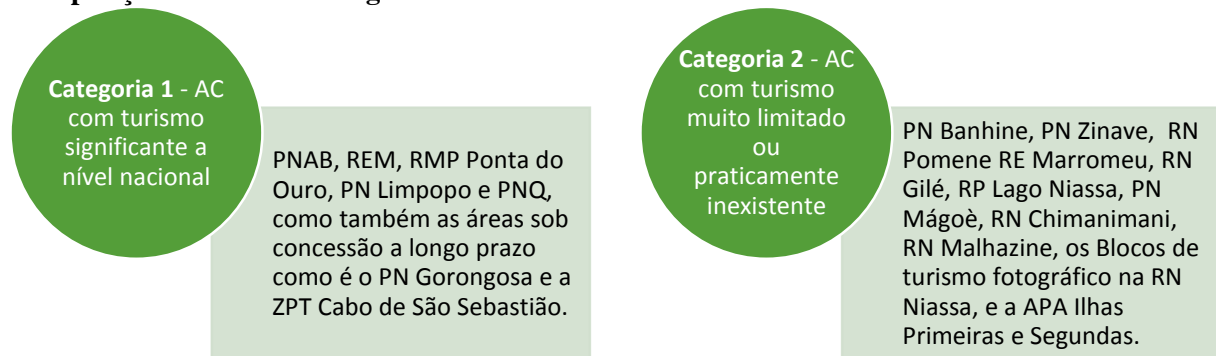 Categoria 1 - AC
com turismo
significante a
nível nacional
PNAB, REM, RMP Ponta do
Ouro, PN Limpopo e PNQ,
como também as áreas sob
concessão a longo prazo
como é o PN Gorongosa e a
ZPT Cabo de São Sebastião.
Categoria 2 - AC
com turismo
muito limitado
ou
praticamente
inexistente
PN Banhine, PN Zinave, RN
Pomene RE Marromeu, RN
Gilé, RP Lago Niassa, PN
Mágoè, RN Chimanimani,
RN Malhazine, os Blocos de
turismo fotográfico na RN
Niassa, e a APA Ilhas
Primeiras e Segundas.